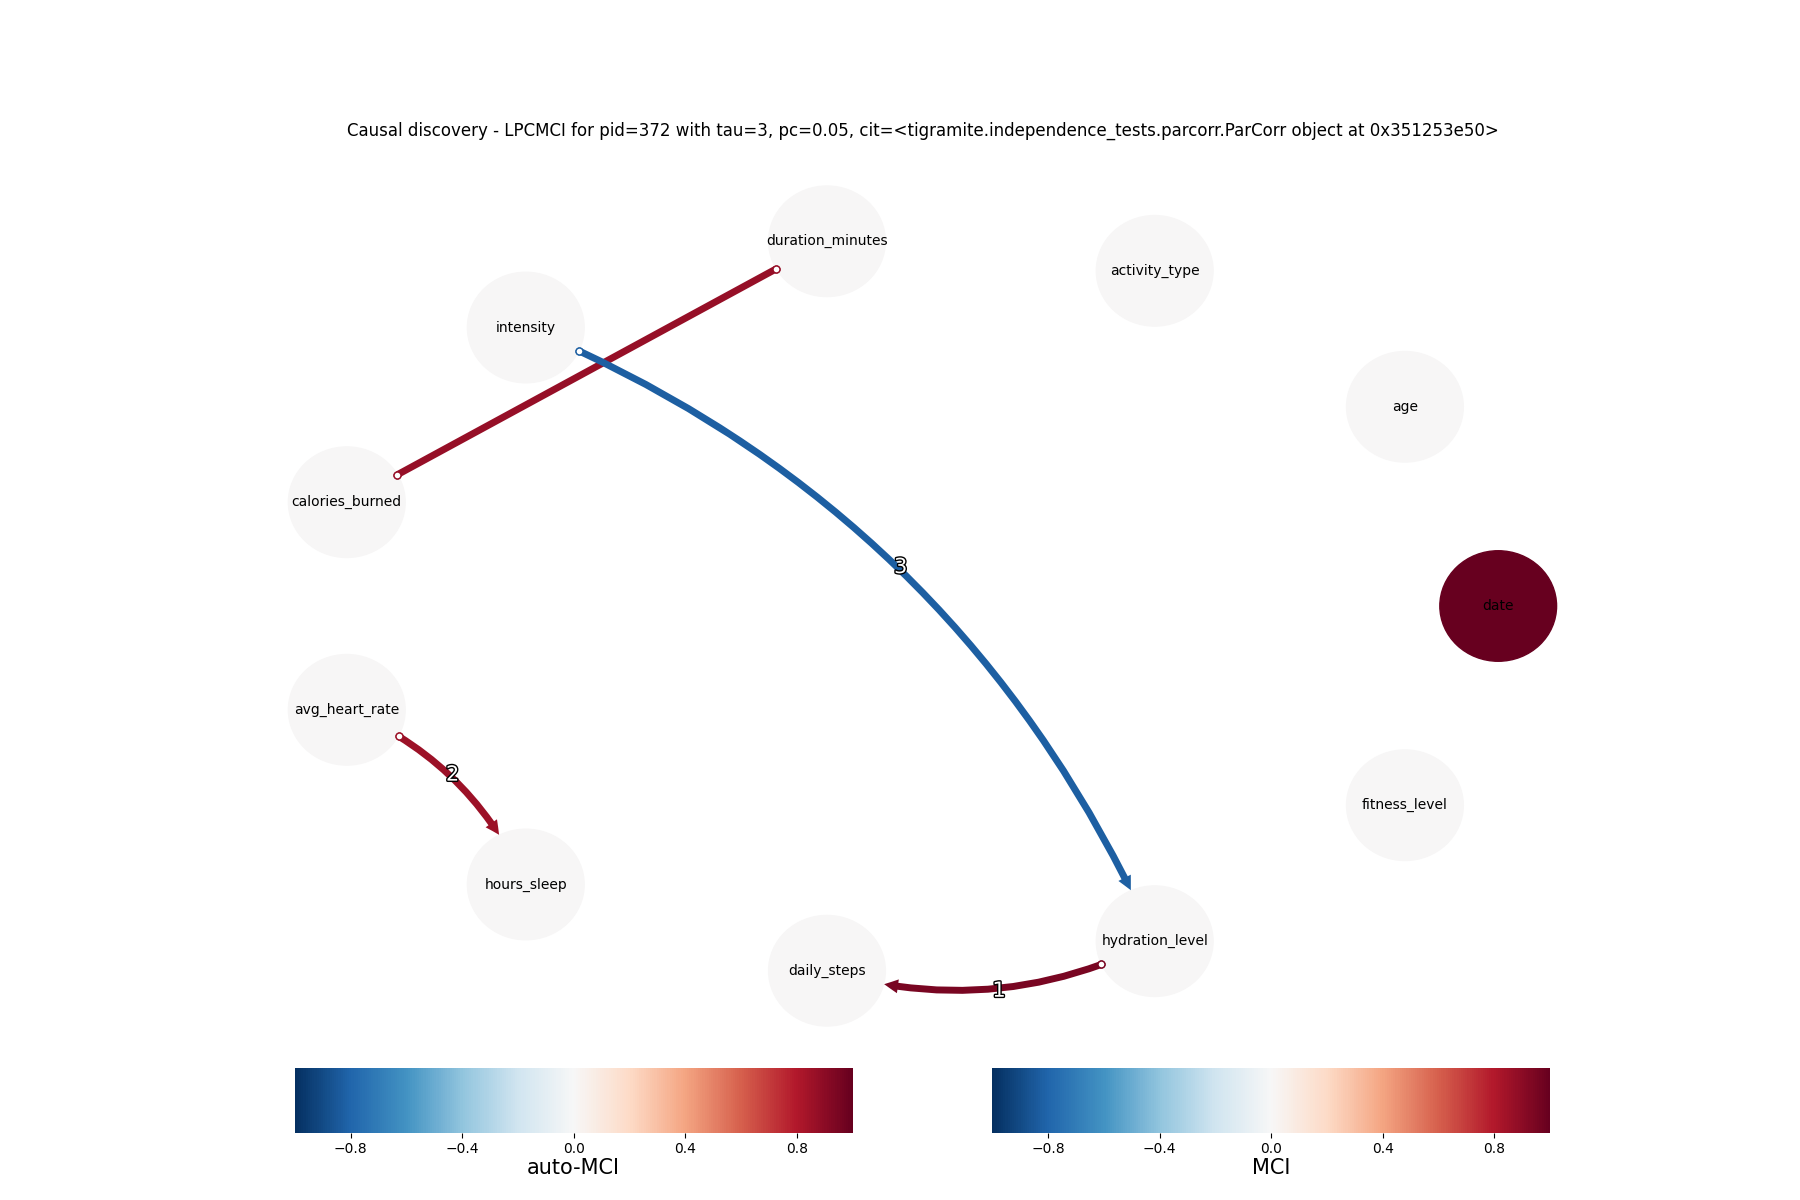 Causal discovery - LPCMCI for pid=372 with tau=3, pc=0.05, cit=<tigramite.independence_tests.parcorr.ParCorr object at 0x351253e50>
duration_minutes
activity_type
intensity
age
calories_burned
3
date
avg_heart_rate
2
fitness_level
hours_sleep
hydration_level
daily_steps
1
−0.8 −0.4 0.0 0.4 0.8
auto-MCI
−0.8 −0.4 0.0 0.4 0.8
MCI